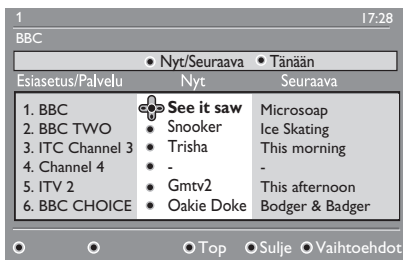 1 17:28
BBC
Nyt/Seuraava Tänään
Esiasetus/Palvelu Nyt Seuraava
1. BBC See it saw Microsoap
2. BBC TWO Snooker Ice Skating
3. ITC Channel 3 Trisha This morning
4. Channel 4 - -
5. ITV 2 Gmtv2 This afternoon
6. BBC CHOICE Oakie Doke Bodger & Badger
Top Sulje Vaihtoehdot